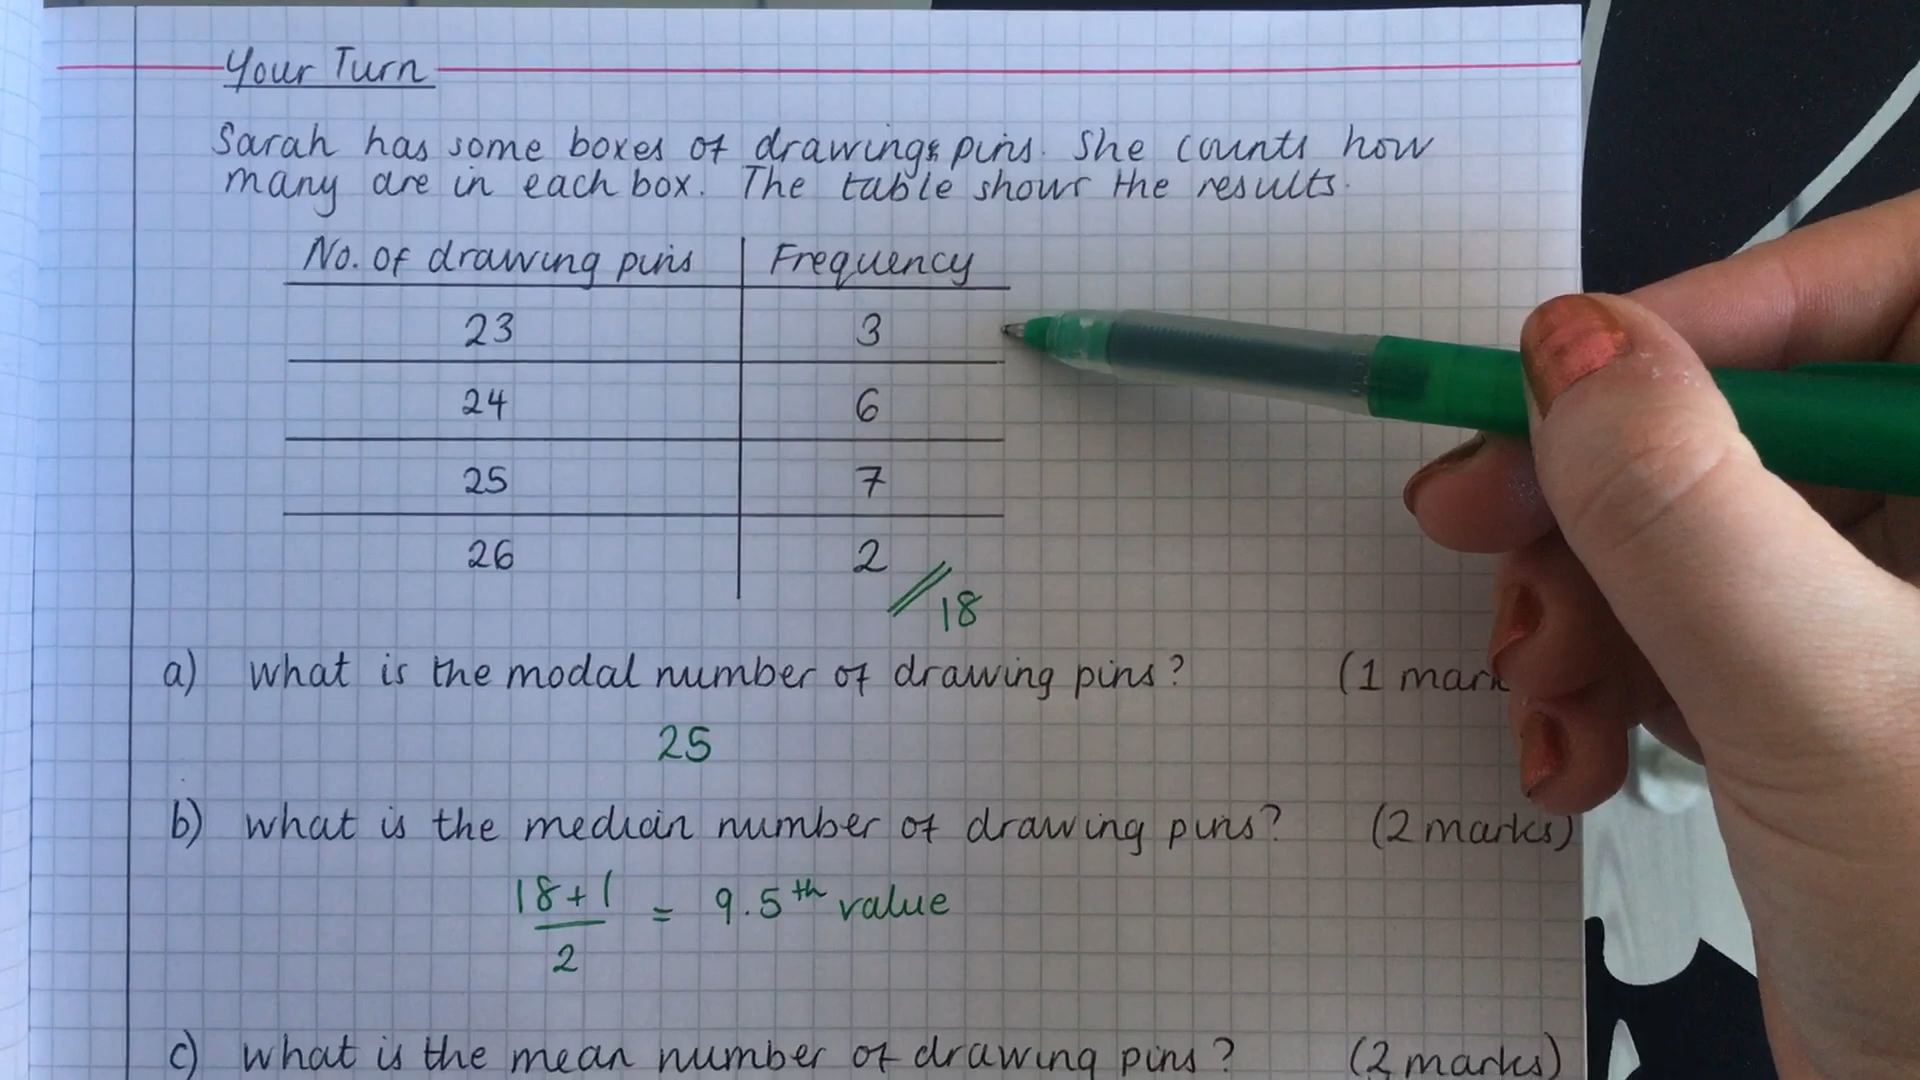 Your Turn
Sarah has some boxes of drawings pins. She counts how
many are in each box. The table shows the results.
No. of drawing pins Frequency
23 3
24 6
25 7
26 2
18
a) what is the modal number of drawing pins? (1 mark
25
b) what is the median number of drawing pins? (2 marks)
18+1
2
= 9.5th value
c) what is the mean number of drawing pins? (2 marks)